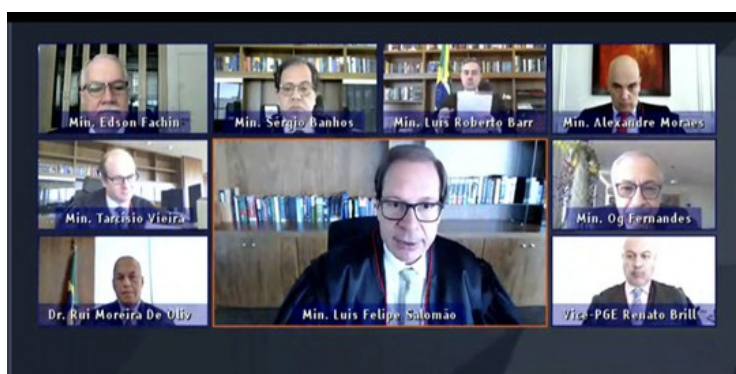 Min. Edson Fachin
Min. Sérgio Banhos
Min. Luis Roberto Barr
Min. Alexandre Moraes
Min. Tarcisio Vieira
Min. Og Fernandes
Dr. Rui Moreira De Oliv
Min. Luis Felipe Salomão
Vice-PGE Renato Brill